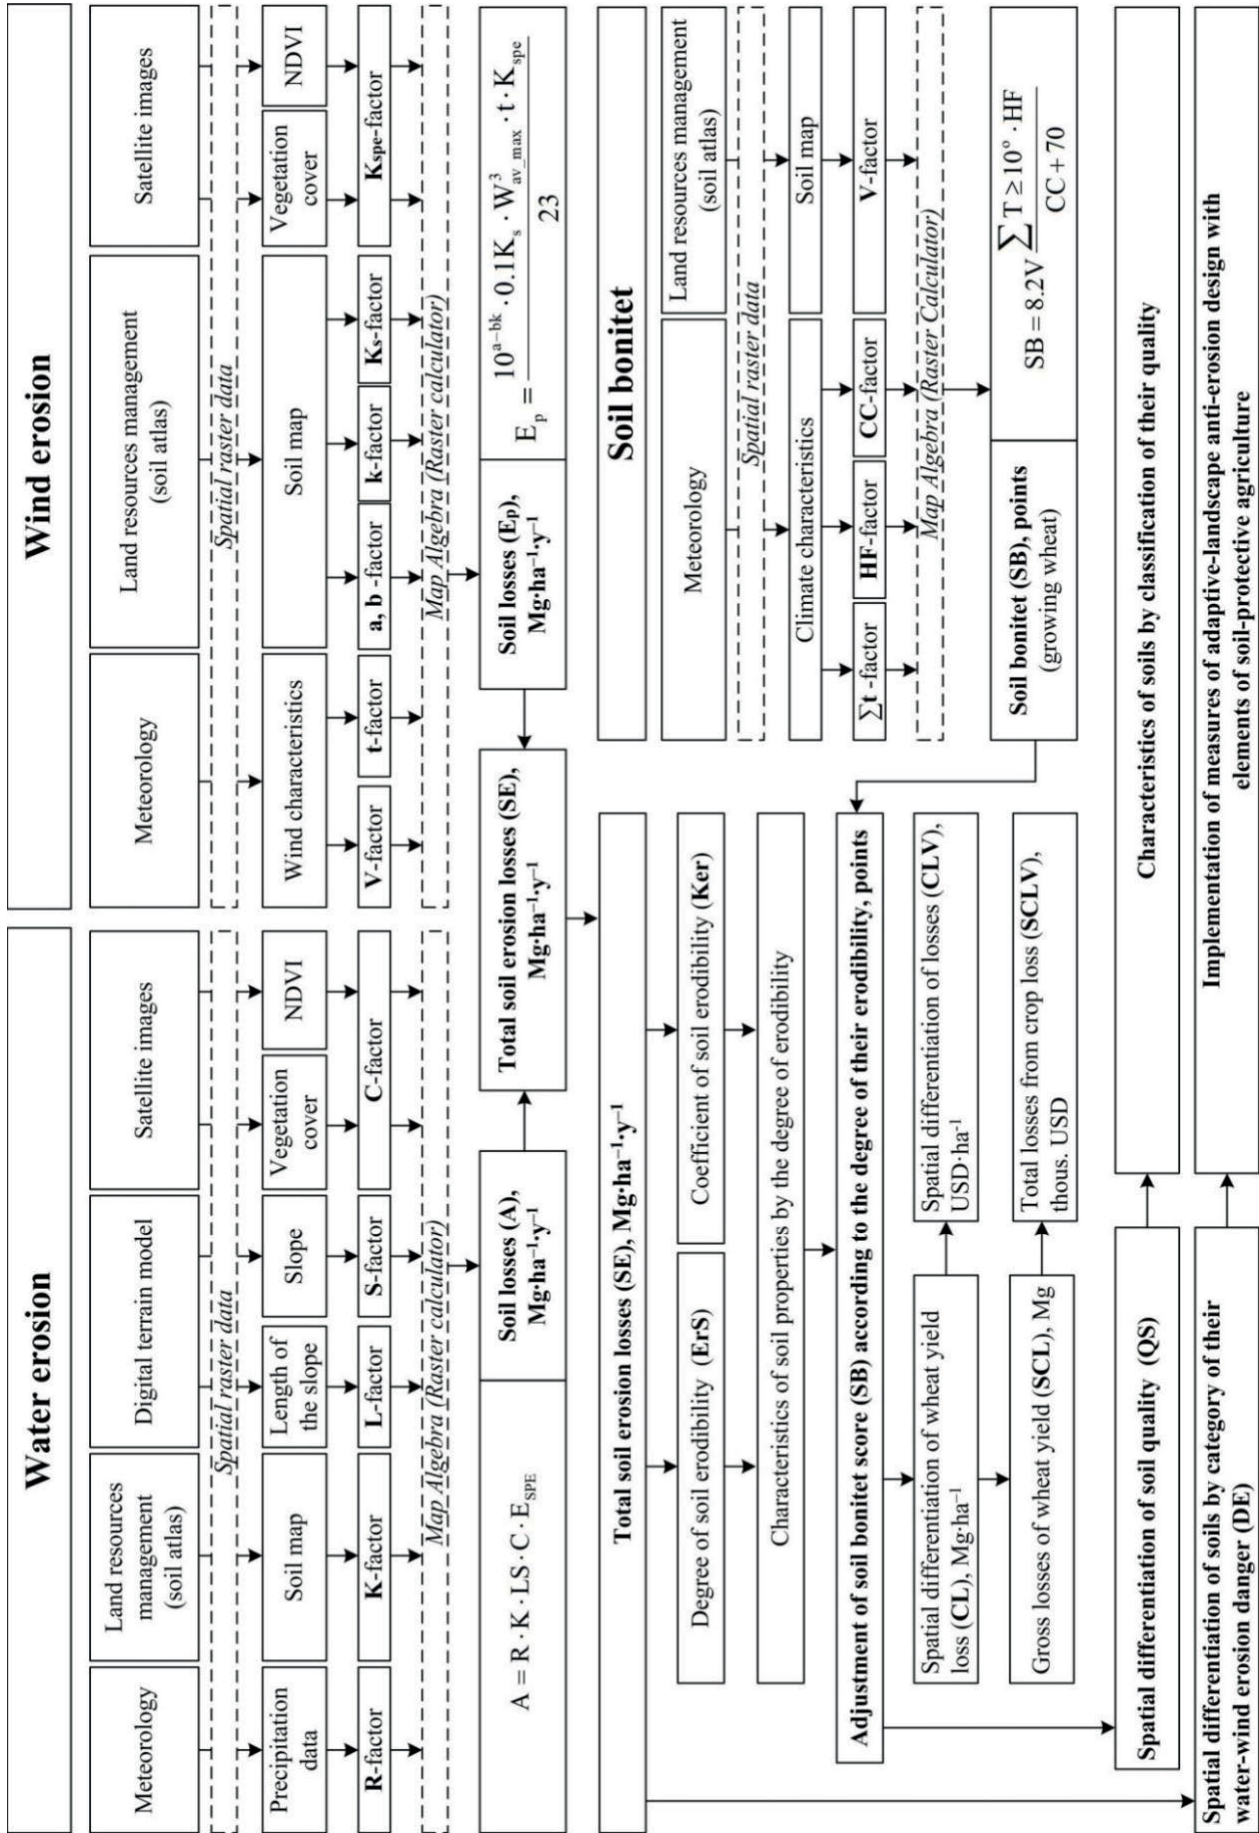 Water erosion
Wind erosion
Meteorology
Land resources
management
(soil atlas)
Digital terrain model
Satellite images
Meteorology
Land resources management
(soil atlas)
Satellite images
Spatial raster data
Spatial raster data
Precipitation
data
Soil map
Length of
the slope
Slope
Vegetation
cover
NDVI
Wind characteristics
Soil map
Vegetation
cover
NDVI
R-factor
K-factor
L-factor
S-factor
C-factor
V-factor
t-factor
a, b -factor
k-factor
Ks-factor
Kspe-factor
Map Algebra (Raster calculator)
Map Algebra (Raster calculator)
A = R · K · LS · C · E_SPE
Soil losses (A),
Mg·ha⁻¹·y⁻¹
Total soil erosion losses (SE),
Mg·ha⁻¹·y⁻¹
Soil losses (Ep),
Mg·ha⁻¹·y⁻¹
E_p = 10^(a−bk) · 0.1K_s · W³_av_max · t · K_spe / 23
Total soil erosion losses (SE), Mg·ha⁻¹·y⁻¹
Degree of soil erodibility (ErS)
Coefficient of soil erodibility (Ker)
Characteristics of soil properties by the degree of erodibility
Soil bonitet
Meteorology
Land resources management
(soil atlas)
Spatial raster data
Climate characteristics
Soil map
∑t -factor
HF-factor
CC-factor
V-factor
Map Algebra (Raster Calculator)
Soil bonitet (SB), points
(growing wheat)
SB = 8.2V ∑T ≥ 10° · HF / CC + 70
Adjustment of soil bonitet score (SB) according to the degree of their erodibility, points
Spatial differentiation of wheat yield
loss (CL), Mg·ha⁻¹
Spatial differentiation of losses (CLV),
USD·ha⁻¹
Gross losses of wheat yield (SCL), Mg
Total losses from crop loss (SCLV),
thous. USD
Spatial differentiation of soil quality (QS)
Characteristics of soils by classification of their quality
Spatial differentiation of soils by category of their
water-wind erosion danger (DE)
Implementation of measures of adaptive-landscape anti-erosion design with
elements of soil-protective agriculture